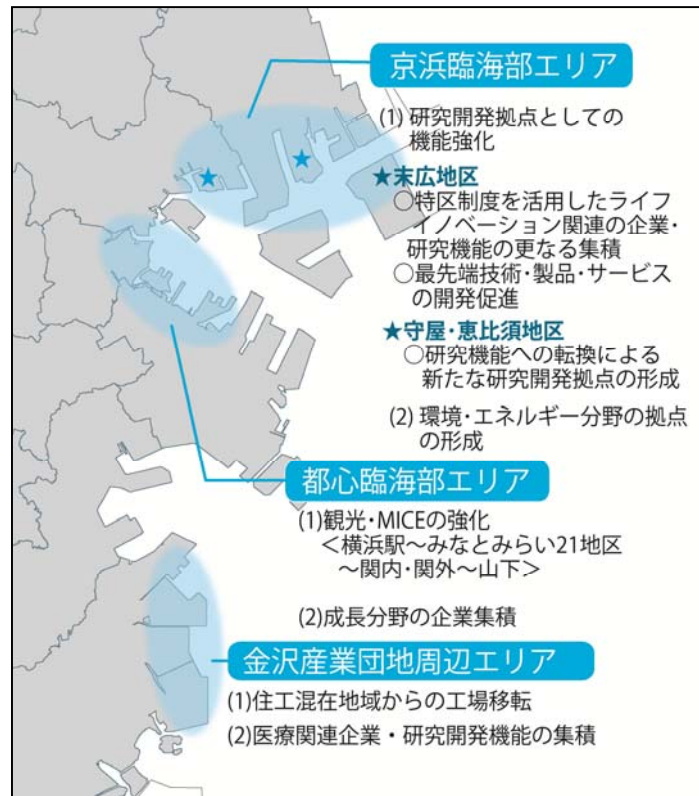 京浜臨海部エリア
(1) 研究開発拠点としての
機能強化
★末広地区
○特区制度を活用したライフ
イノベーション関連の企業・
研究機能の更なる集積
○最先端技術・製品・サービス
の開発促進
★守屋・恵比須地区
○研究機能への転換による
新たな研究開発拠点の形成
(2) 環境・エネルギー分野の拠点
の形成
都心臨海部エリア
(1)観光・MICEの強化
＜横浜駅～みなとみらい21地区
～関内・関外～山下＞
(2)成長分野の企業集積
金沢産業団地周辺エリア
(1)住工混在地域からの工場移転
(2)医療関連企業・研究開発機能の集積